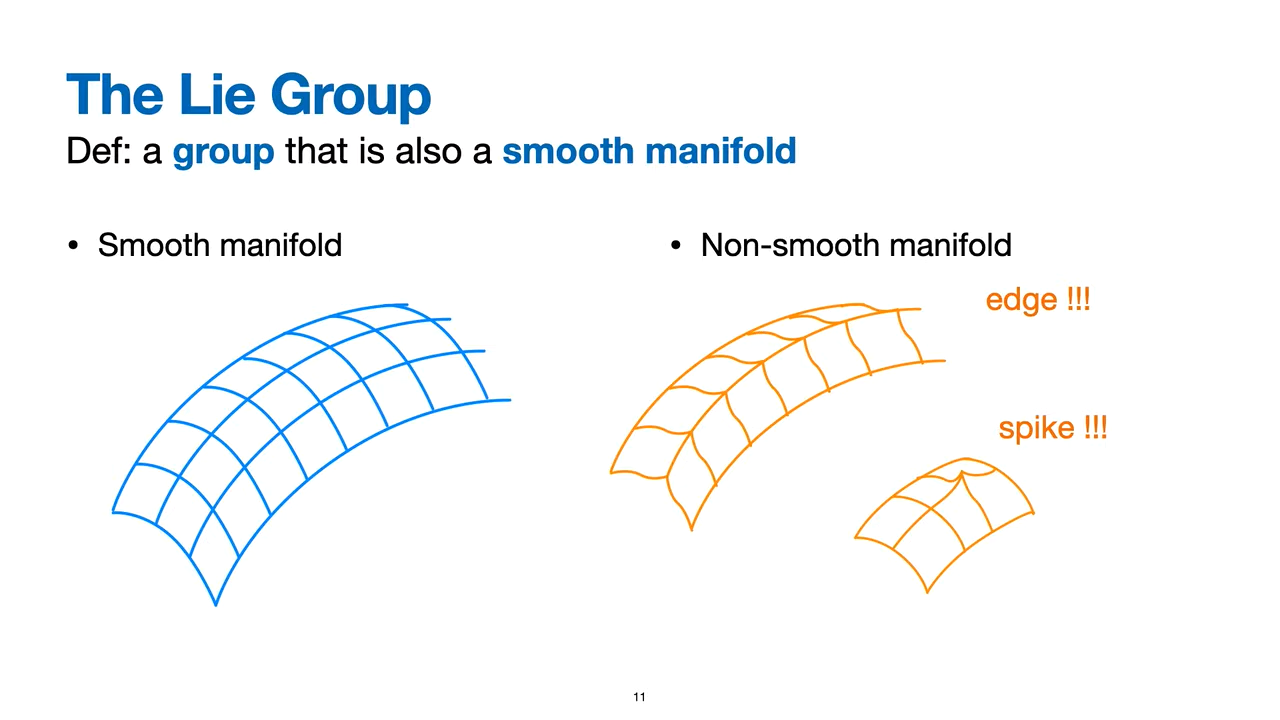 The Lie Group
Def: a group that is also a smooth manifold
• Smooth manifold
• Non-smooth manifold
edge !!!
spike !!!
11